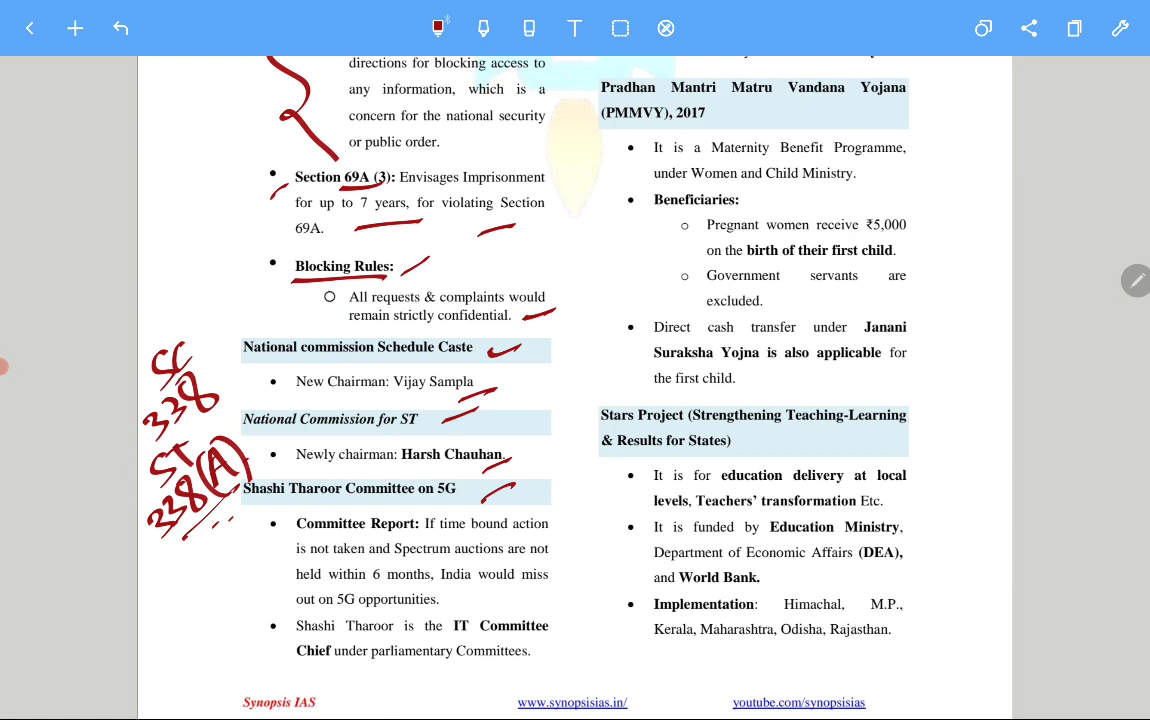 directions for blocking access to
any information, which is a
concern for the national security
or public order.
• Section 69A (3): Envisages Imprisonment
for up to 7 years, for violating Section
69A.
• Blocking Rules:
o All requests & complaints would
remain strictly confidential.
National commission Schedule Caste
• New Chairman: Vijay Sampla
National Commission for ST
• Newly chairman: Harsh Chauhan.
Shashi Tharoor Committee on 5G
• Committee Report: If time bound action
is not taken and Spectrum auctions are not
held within 6 months, India would miss
out on 5G opportunities.
• Shashi Tharoor is the IT Committee
Chief under parliamentary Committees.
SC
338
ST
338(A)
Pradhan Mantri Matru Vandana Yojana
(PMMVY), 2017
• It is a Maternity Benefit Programme,
under Women and Child Ministry.
• Beneficiaries:
o Pregnant women receive ₹5,000
on the birth of their first child.
o Government servants are
excluded.
• Direct cash transfer under Janani
Suraksha Yojna is also applicable for
the first child.
Stars Project (Strengthening Teaching-Learning
& Results for States)
• It is for education delivery at local
levels, Teachers’ transformation Etc.
• It is funded by Education Ministry,
Department of Economic Affairs (DEA),
and World Bank.
• Implementation: Himachal, M.P.,
Kerala, Maharashtra, Odisha, Rajasthan.
Synopsis IAS www.synopsisias.in/ youtube.com/synopsisias